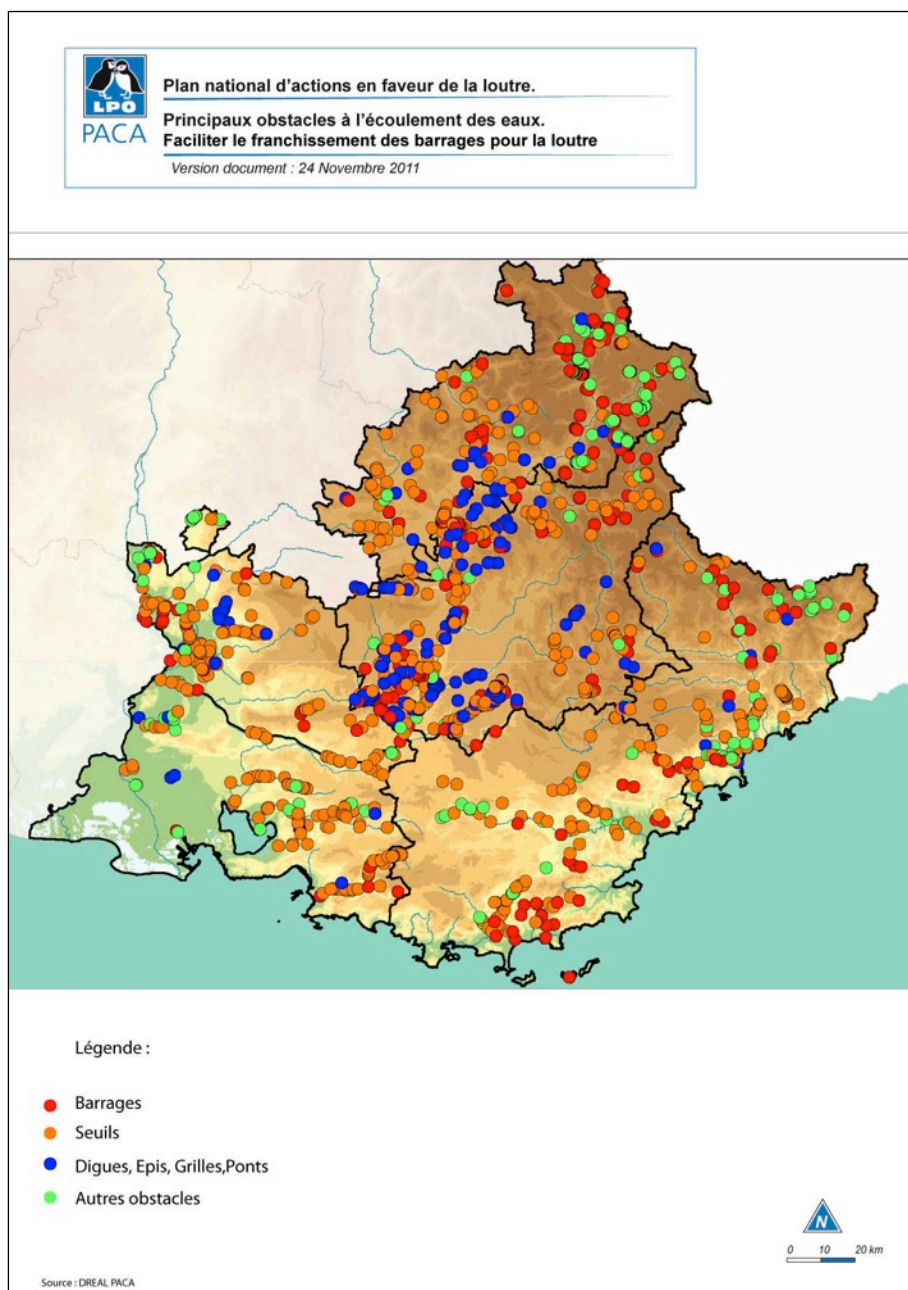 LPO
PACA
Plan national d'actions en faveur de la loutre.
Principaux obstacles à l'écoulement des eaux.
Faciliter le franchissement des barrages pour la loutre
Version document : 24 Novembre 2011
Légende :
Barrages
Seuils
Digues, Epis, Grilles,Ponts
Autres obstacles
N
0 10 20 km
Source : DREAL PACA